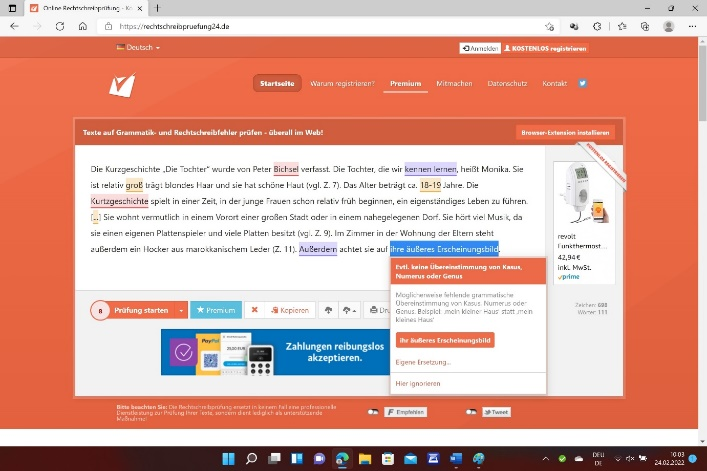 Online Rechtschreibprüfung - Ko
https://rechtschreibpruefung24.de
Deutsch
Anmelden
KOSTENLOS registrieren
Startseite
Warum registrieren?
Premium
Mitmachen
Datenschutz
Kontakt
Texte auf Grammatik- und Rechtschreibfehler prüfen - überall im Web!
Browser-Extension installieren
Die Kurzgeschichte „Die Tochter" wurde von Peter Bichsel verfasst. Die Tochter, die wir kennen lernen, heißt Monika. Sie
ist relativ groß trägt blondes Haar und sie hat schöne Haut (vgl. Z. 7). Das Alter beträgt ca. 18-19 Jahre. Die
Kurtzgeschichte spielt in einer Zeit, in der junge Frauen schon relativ früh beginnen, ein eigenständiges Leben zu führen.
[...] Sie wohnt vermutlich in einem Vorort einer großen Stadt oder in einem nahegelegenen Dorf. Sie hört viel Musik, da
sie einen eigenen Plattenspieler und viele Platten besitzt (vgl. Z. 9). Im Zimmer in der Wohnung der Eltern steht
außerdem ein Hocker aus marokkanischem Leder (Z. 11). Außerdern achtet sie auf ihre äußeres Erscheinungsbild.
revolt
Funkthermost...
42,94 €
inkl. MwSt.
prime
Evtl. keine Übereinstimmung von Kasus,
Numerus oder Genus
Möglicherweise fehlende grammatische
Übereinstimmung von Kasus, Numerus oder
Genus. Beispiel: ‚mein kleiner Haus' statt ‚mein
kleines Haus'
ihr äußeres Erscheinungsbild
Eigene Ersetzung...
Hier ignorieren
8
Prüfung starten
Premium
Kopieren
Dru
Zeichen: 698
Wörter: 111
PayPal
Zahlungen reibungslos
akzeptieren.
Bitte beachten Sie: Die Rechtschreibprüfung ersetzt in keinem Fall eine professionelle
Dienstleistung zur Prüfung Ihrer Texte, sondern dient lediglich als unterstützende
Maßnahme!
Empfehlen
Tweet
DEU
DE
10:03
24.02.2022